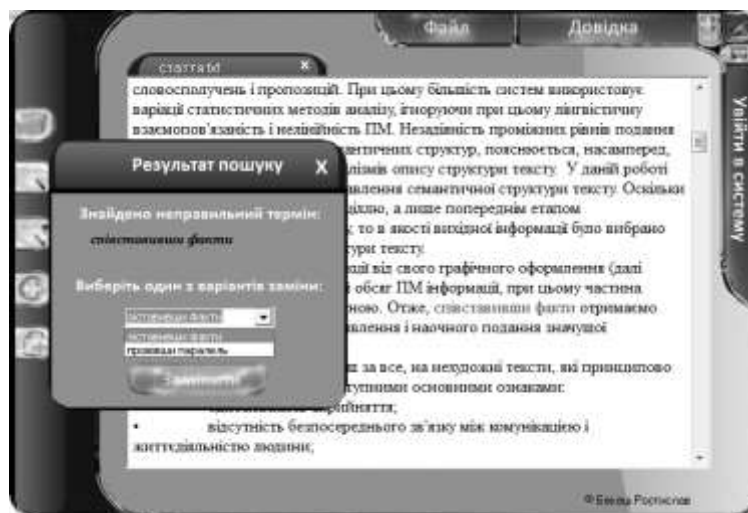 Файл Довідка
стаття.txt x
словосполучень і пропозицій. При цьому більшість систем використовує
варіації статистичних методів аналізу, ігноруючи при цьому лінгвістичну
взаємопов'язаність і нелінійність ПМ. Незадіяність проміжних рівнів подання
семантичних структур, пояснюється, насамперед,
опису структури тексту. У даній роботі
семантичної структури тексту. Оскільки
а лише попереднім етапом
то в якості вихідної інформації було вибрано
тексту.
від свого графічного оформлення (далі
обсяг ПМ інформації, при цьому частина
Отже, співставивши факти отримаємо
і наочного подання значущої
за все, на нехудожні тексти, які принципово
основними ознаками:
• відсутність безпосереднього зв'язку між комунікацією і
життєдіяльністю людини;
Результат пошуку X
Знайдено неправильний термін:
співставивши факти
Виберіть один з варіантів заміни:
факти
факти
провівши паралель
Замінити
Увійти в систему
Ростислав